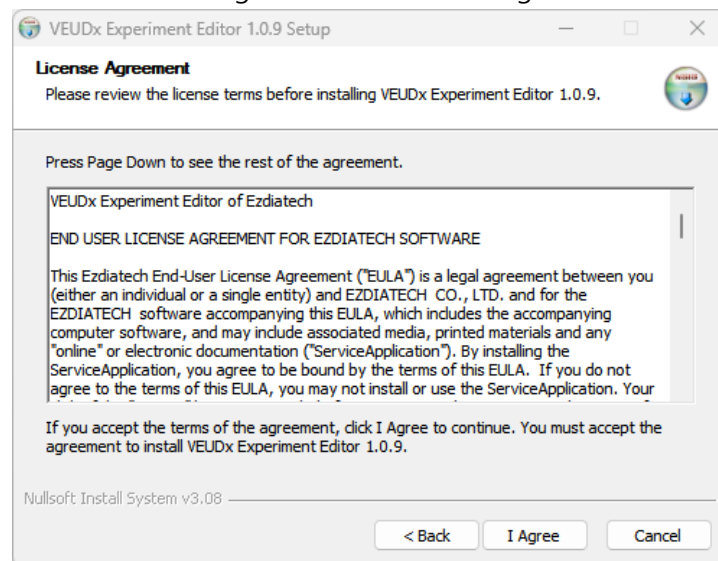 VEUDx Experiment Editor 1.0.9 Setup
License Agreement
Please review the license terms before installing VEUDx Experiment Editor 1.0.9.
Press Page Down to see the rest of the agreement.
VEUDx Experiment Editor of Ezdiatech
END USER LICENSE AGREEMENT FOR EZDIATECH SOFTWARE
This Ezdiatech End-User License Agreement ("EULA") is a legal agreement between you
(either an individual or a single entity) and EZDIATECH  CO., LTD. and for the
EZDIATECH  software accompanying this EULA, which includes the accompanying
computer software, and may include associated media, printed materials and any
"online" or electronic documentation ("ServiceApplication"). By installing the
ServiceApplication, you agree to be bound by the terms of this EULA.  If you do not
agree to the terms of this EULA, you may not install or use the ServiceApplication. Your
If you accept the terms of the agreement, click I Agree to continue. You must accept the
agreement to install VEUDx Experiment Editor 1.0.9.
Nullsoft Install System v3.08
< Back
I Agree
Cancel